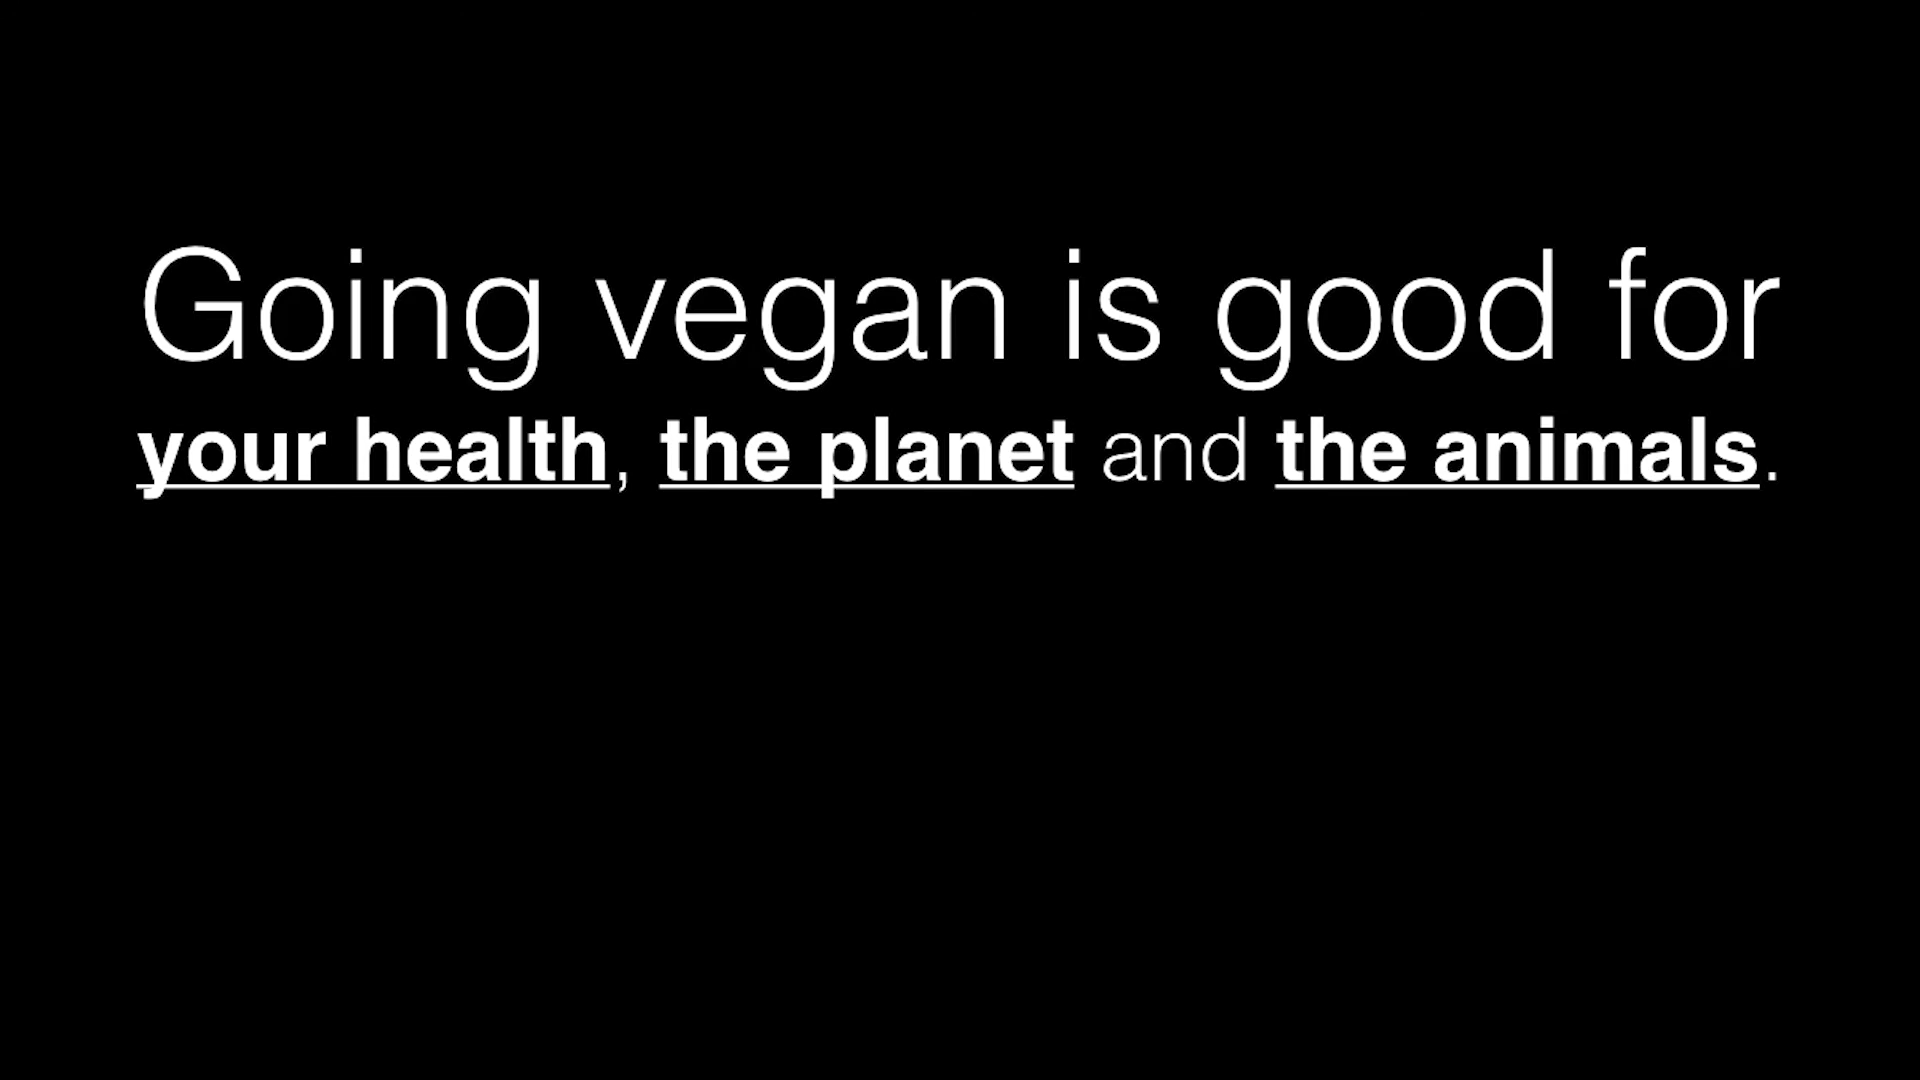 Going vegan is good for
your health, the planet and the animals.